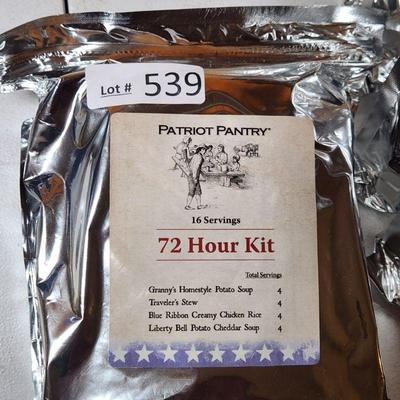 Lot # 539
PATRIOT PANTRY®
16 Servings
72 Hour Kit
Total Servings
Granny's Homestyle Potato Soup 4
Traveler's Stew 4
Blue Ribbon Creamy Chicken Rice 4
Liberty Bell Potato Cheddar Soup 4